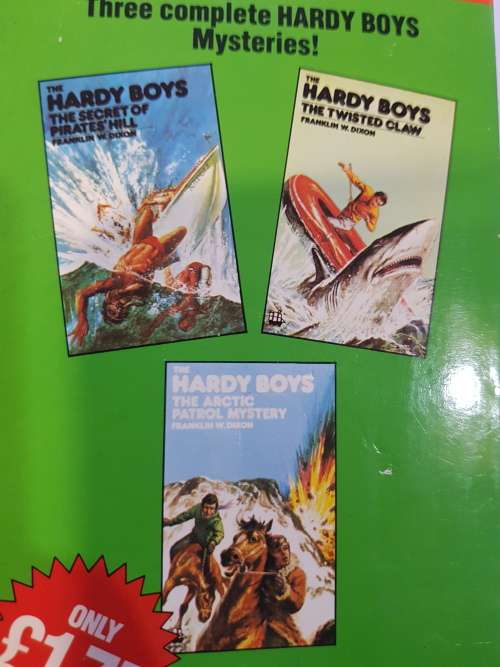 Three complete HARDY BOYS
Mysteries!
THE
HARDY BOYS
THE SECRET OF
PIRATES' HILL
FRANKLIN W. DIXON
THE
HARDY BOYS
THE TWISTED CLAW
FRANKLIN W. DIXON
THE
HARDY BOYS
THE ARCTIC
PATROL MYSTERY
FRANKLIN W. DIXON
ONLY